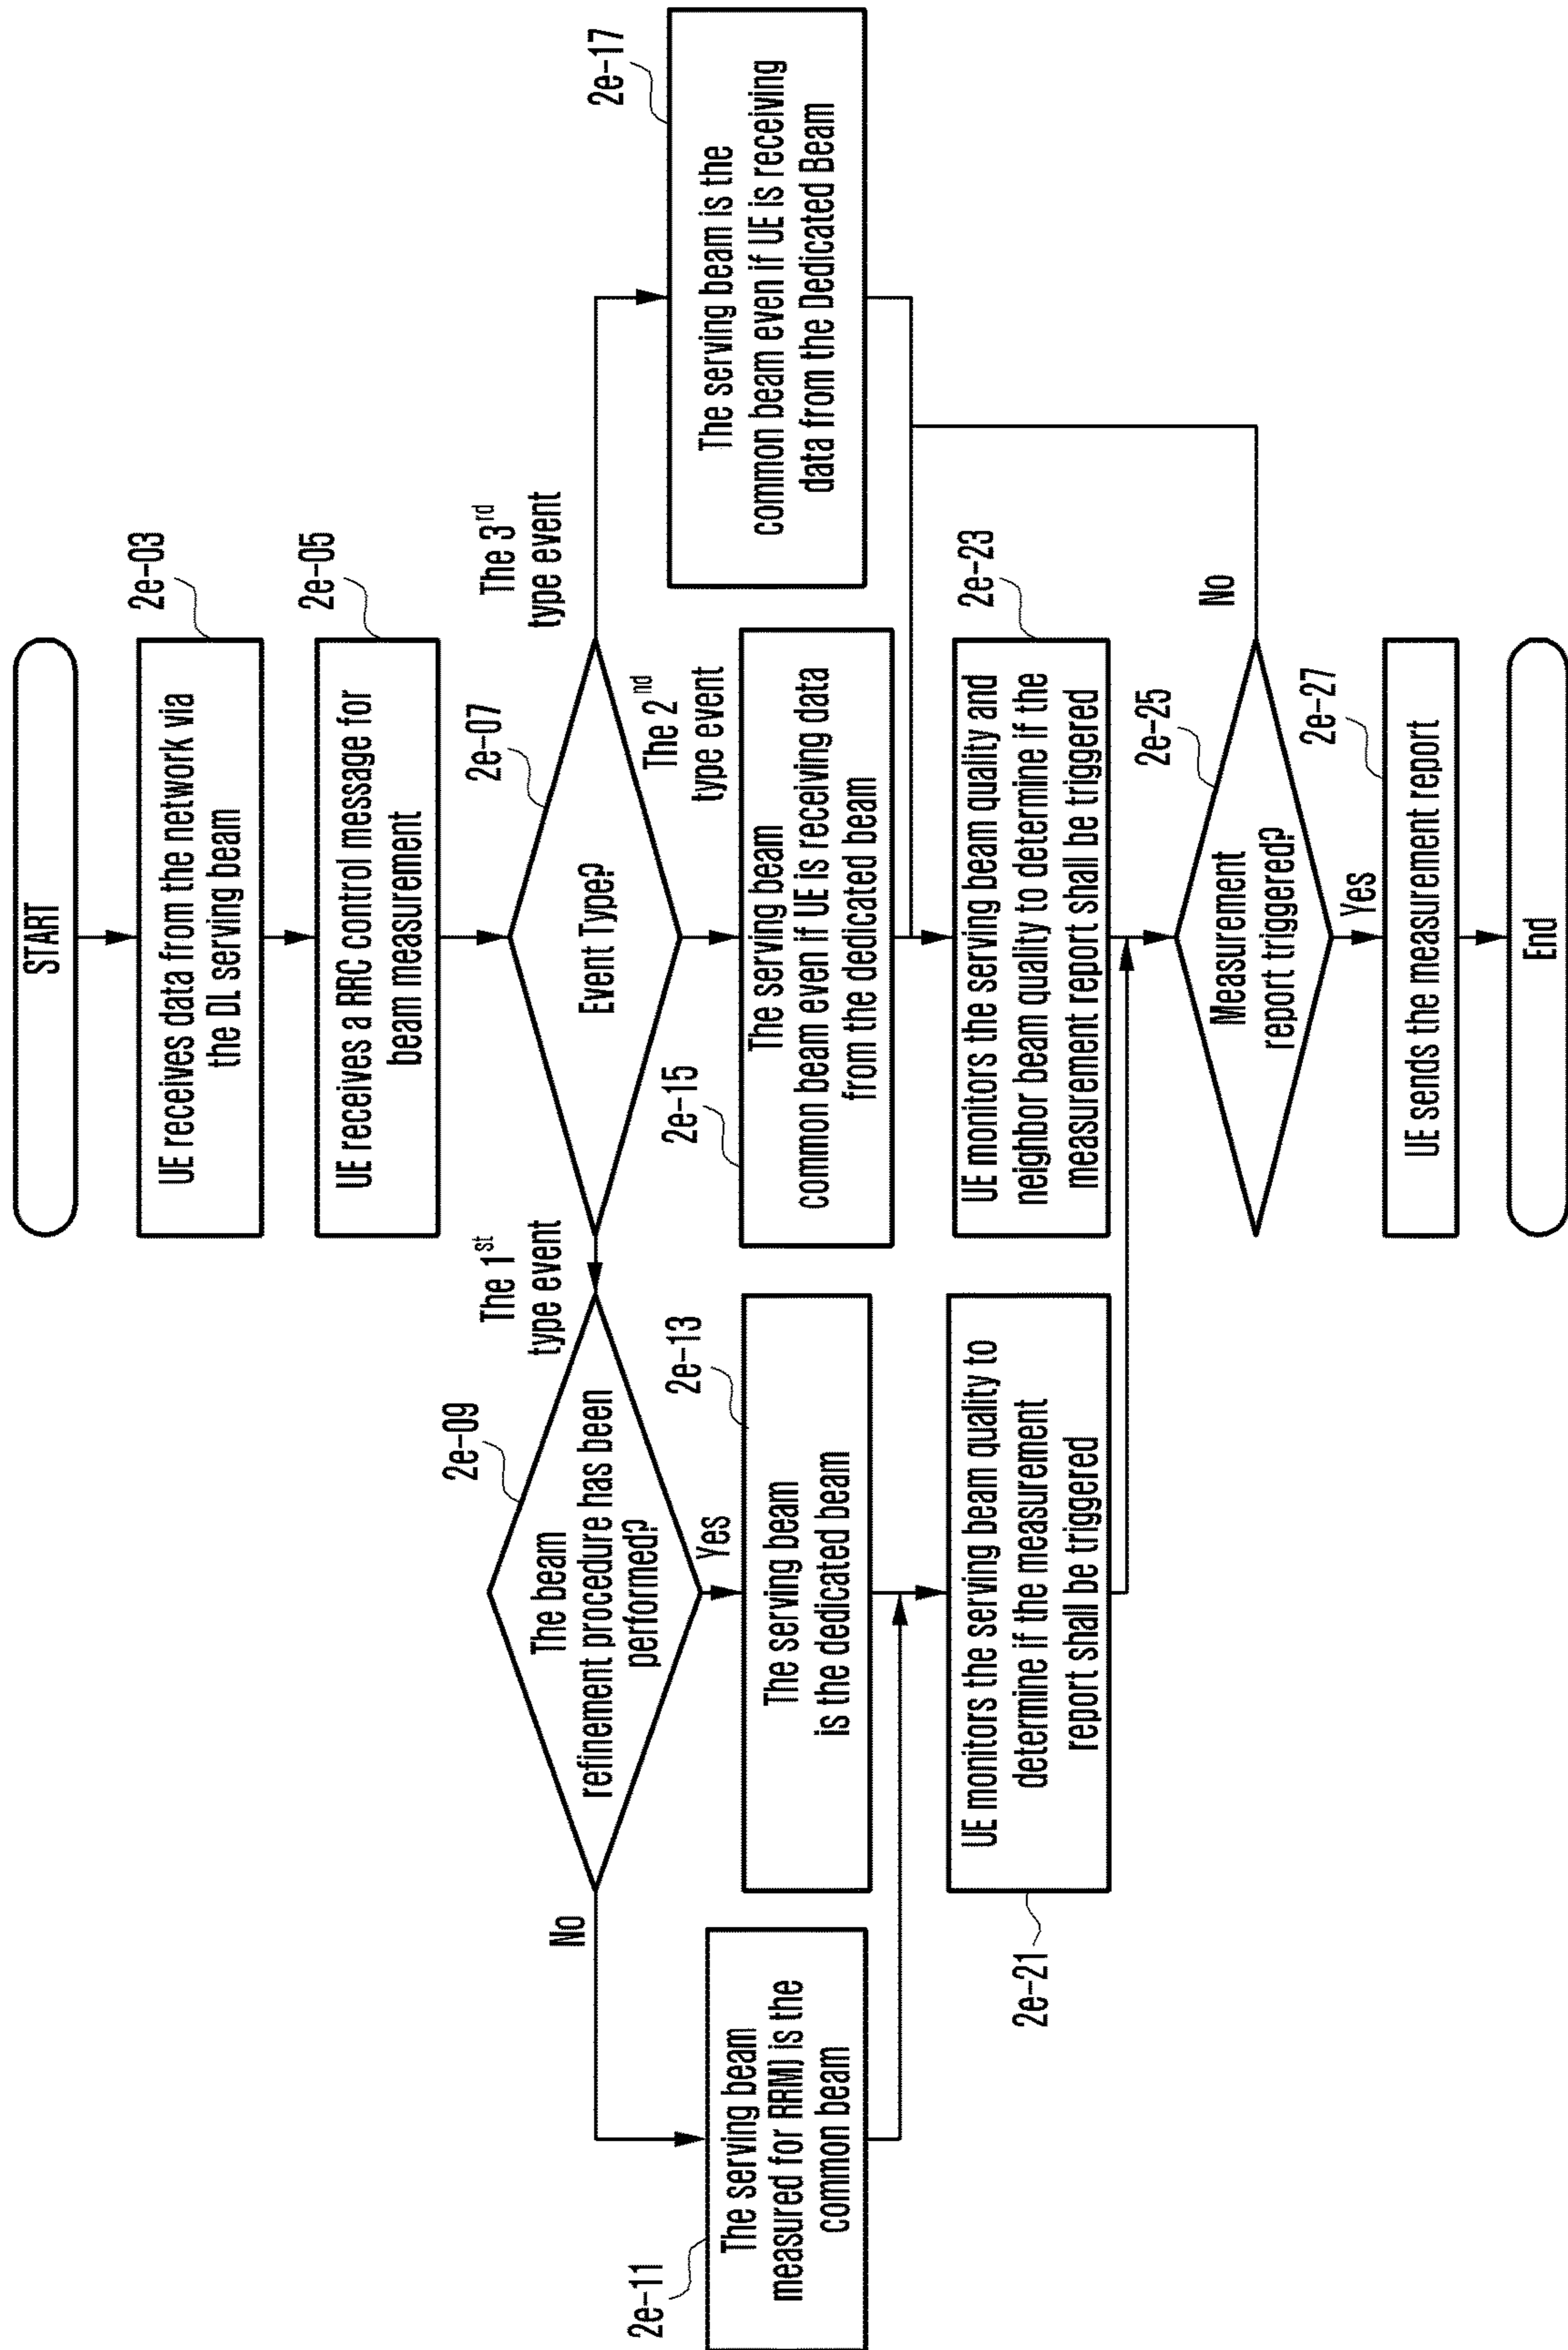 START
2e-03
UE receives data from the network via
the DL serving beam
2e-05
UE receives a RRC control message for
beam measurement
2e-07
Event Type?
The 1st
type event
The 2nd
type event
The 3rd
type event
2e-09
The beam
refinement procedure has been
performed?
No
Yes
2e-11
The serving beam
measured for RRM) is the
common beam
2e-13
The serving beam
is the dedicated beam
2e-15
The serving beam
common beam even if UE is receiving data
from the dedicated beam
2e-17
The serving beam is the
common beam even if UE is receiving
data from the Dedicated Beam
2e-21
UE monitors the serving beam quality to
determine if the measurement
report shall be triggered
2e-23
UE monitors the serving beam quality and
neighbor beam quality to determine if the
measurement report shall be triggered
2e-25
Measurement
report triggered?
No
Yes
2e-27
UE sends the measurement report
End